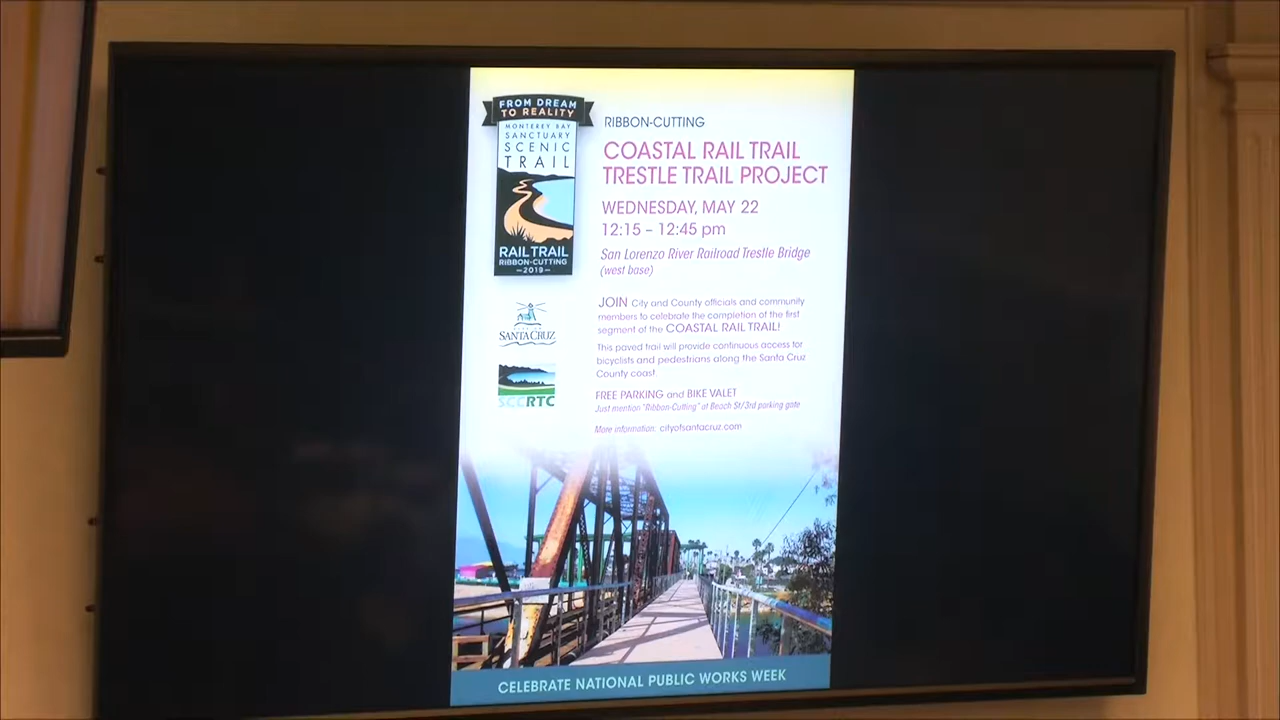 FROM DREAM
TO REALITY
MONTEREY BAY
SANCTUARY
SCENIC
TRAIL
RAIL TRAIL
RIBBON-CUTTING
–2019–
RIBBON-CUTTING
COASTAL RAIL TRAIL
TRESTLE TRAIL PROJECT
WEDNESDAY, MAY 22
12:15 – 12:45 pm
San Lorenzo River Railroad Trestle Bridge
(west base)
SANTA CRUZ
SCCRTC
JOIN City and County officials and community
members to celebrate the completion of the first
segment of the COASTAL RAIL TRAIL!
This paved trail will provide continuous access for
bicyclists and pedestrians along the Santa Cruz
County coast.
FREE PARKING and BIKE VALET
Just mention "Ribbon-Cutting" at Beach St/3rd parking gate
More information: cityofsantacruz.com
CELEBRATE NATIONAL PUBLIC WORKS WEEK